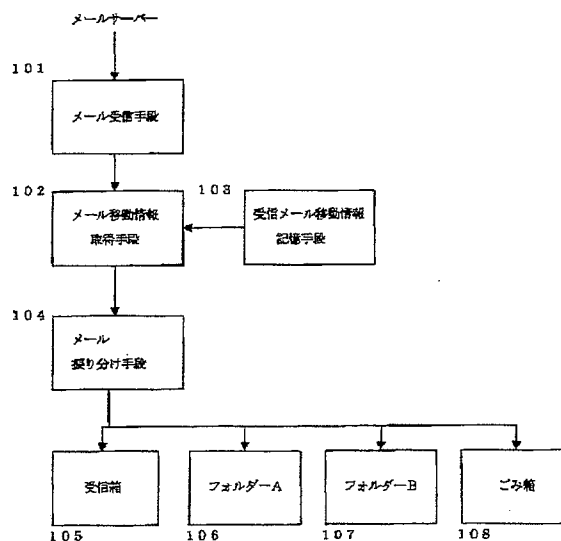 メールサーバー
101
メール受信手段
102
103
メール移動情報
取得手段
受信メール移動情報
記憶手段
104
メール
振り分け手段
受信箱
フォルダーA
フォルダーB
ごみ箱
105
106
107
108